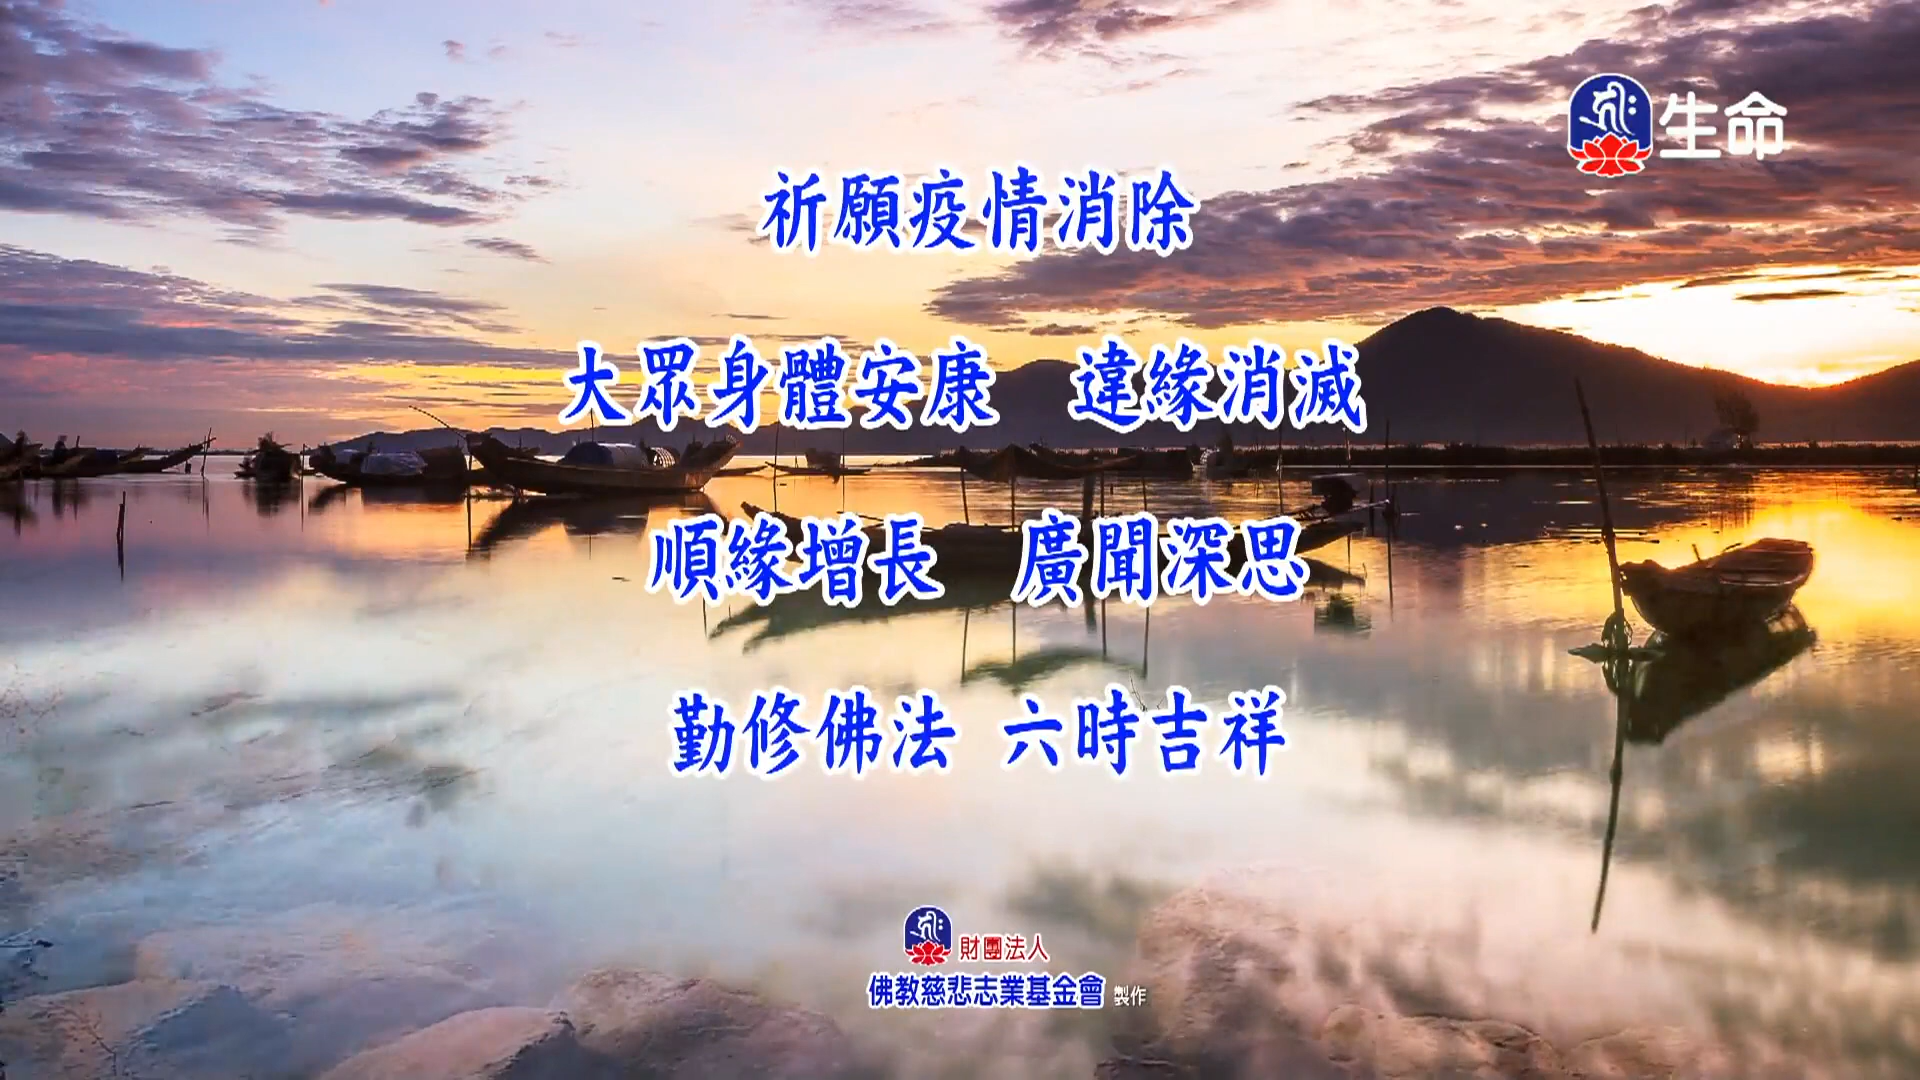 生命
祈願疫情消除
大眾身體安康　違緣消滅
順緣增長　廣聞深思
勤修佛法 六時吉祥
財團法人
佛教慈悲志業基金會 製作